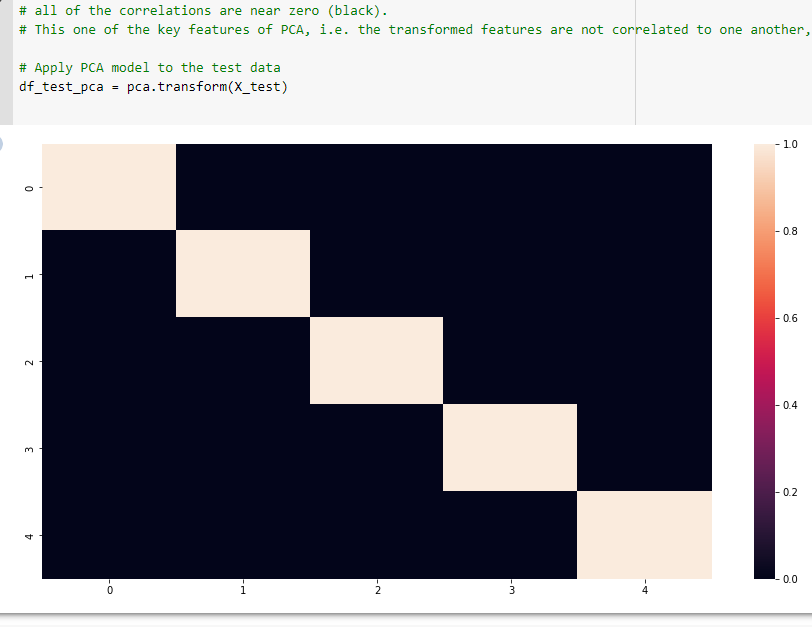 # all of the correlations are near zero (black).
# This one of the key features of PCA, i.e. the transformed features are not correlated to one another,
# Apply PCA model to the test data
df_test_pca = pca.transform(X_test)
1.0
0
0.8
1
0.6
2
0.4
3
0.2
4
0.0
0 1 2 3 4